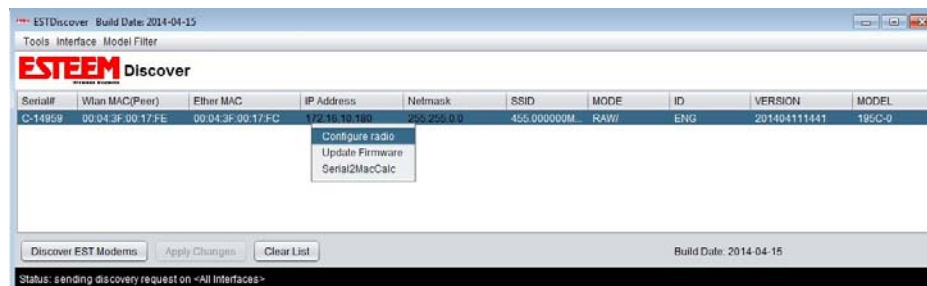 ESTDiscover Build Date: 2014-04-15
Tools Interface Model Filter
ESTEEM Discover
Serial# Wlan MAC(Peer) Ether MAC IP Address Netmask SSID MODE ID VERSION MODEL
C-14959 00:04:3F:00:17:FE 00:04:3F:00:17:FC 172.16.10.180 255.255.0.0 455.000000M... RAW/ ENG 201404111441 195C-0
Configure radio
Update Firmware
Serial2MacCalc
Discover EST Modems Apply Changes Clear List Build Date: 2014-04-15
Status: sending discovery request on <All Interfaces>